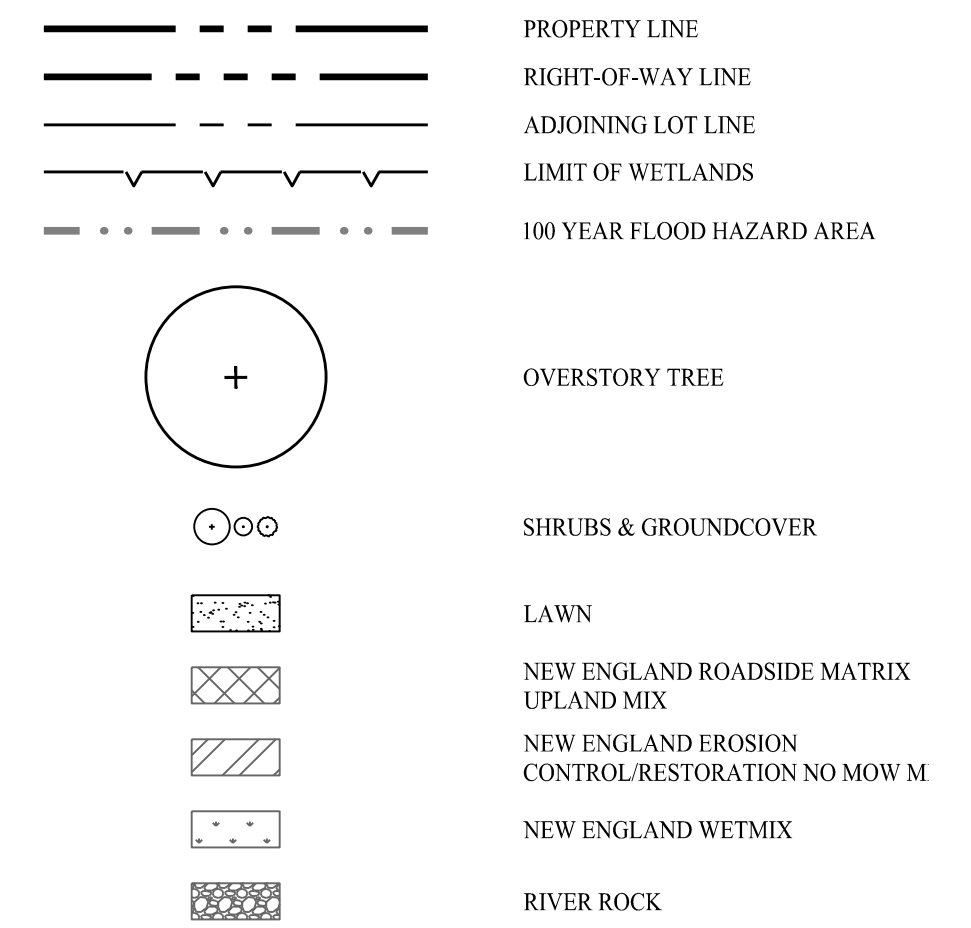 PROPERTY LINE
RIGHT-OF-WAY LINE
ADJOINING LOT LINE
LIMIT OF WETLANDS
100 YEAR FLOOD HAZARD AREA
OVERSTORY TREE
SHRUBS & GROUNDCOVER
LAWN
NEW ENGLAND ROADSIDE MATRIX
UPLAND MIX
NEW ENGLAND EROSION
CONTROL/RESTORATION NO MOW
NEW ENGLAND WETMIX
RIVER ROCK